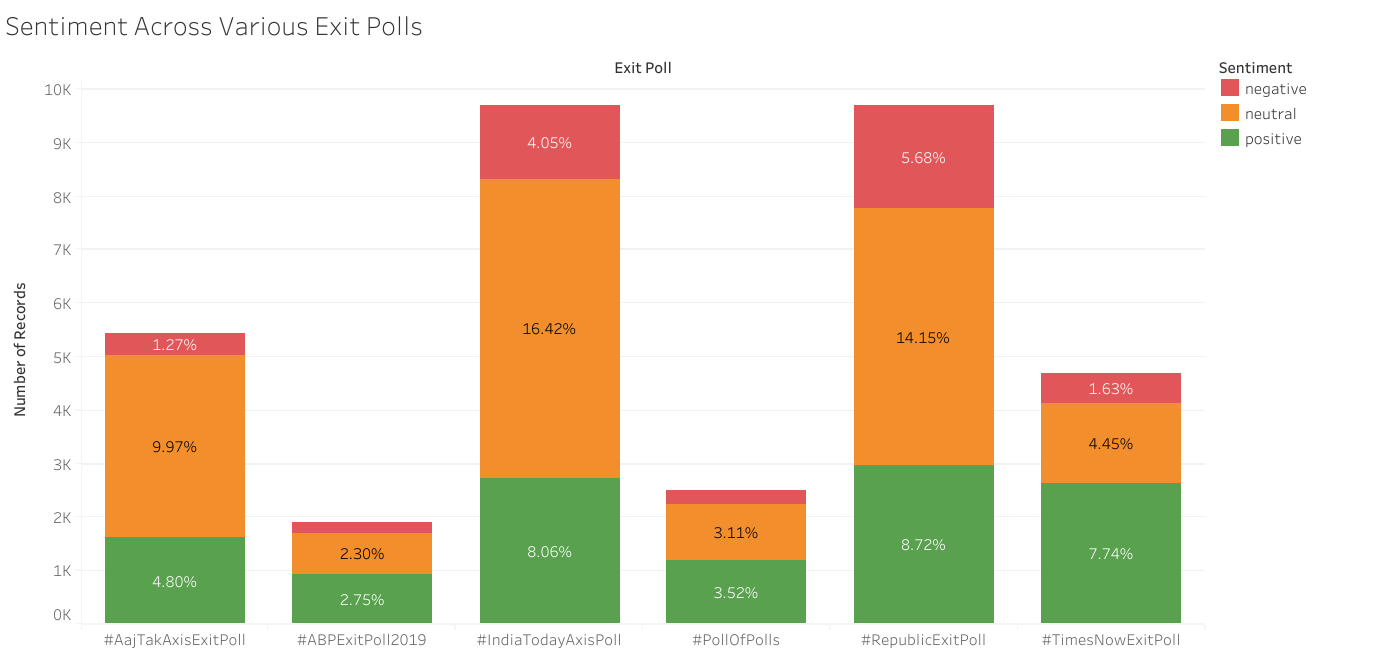 Sentiment Across Various Exit Polls
Exit Poll
Sentiment
negative
neutral
positive
Number of Records
10K
9K
8K
7K
6K
5K
4K
3K
2K
1K
0K
1.27%
9.97%
4.80%
2.30%
2.75%
4.05%
16.42%
8.06%
3.11%
3.52%
5.68%
14.15%
8.72%
1.63%
4.45%
7.74%
#AajTakAxisExitPoll
#ABPExitPoll2019
#IndiaTodayAxisPoll
#PollOfPolls
#RepublicExitPoll
#TimesNowExitPoll